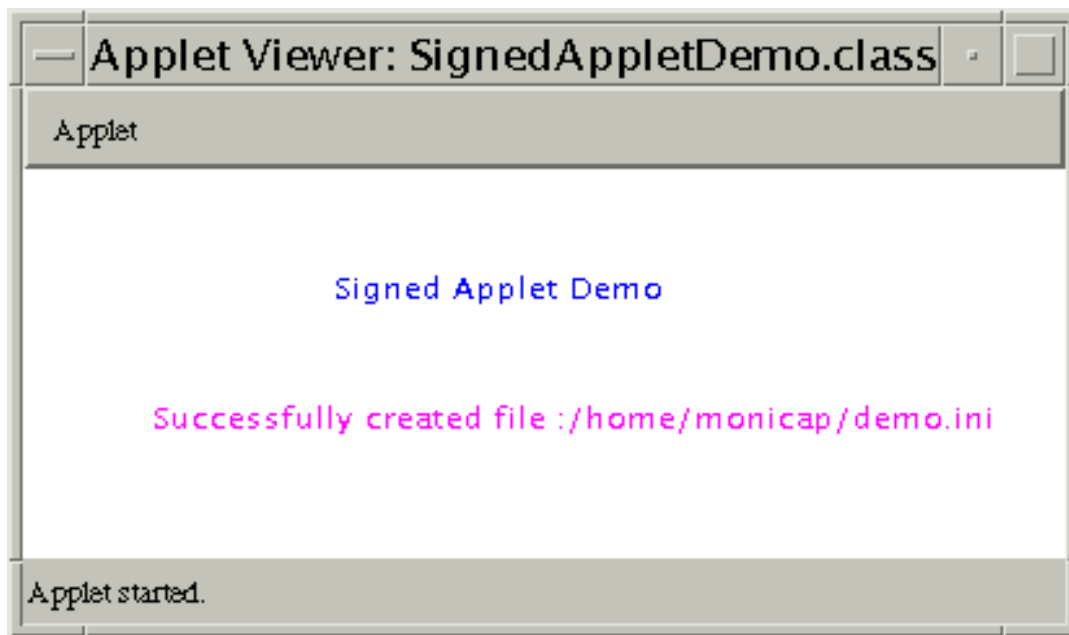 Applet Viewer: SignedAppletDemo.class
Applet
Signed Applet Demo
Successfully created file :/home/monicap/demo.ini
Applet started.